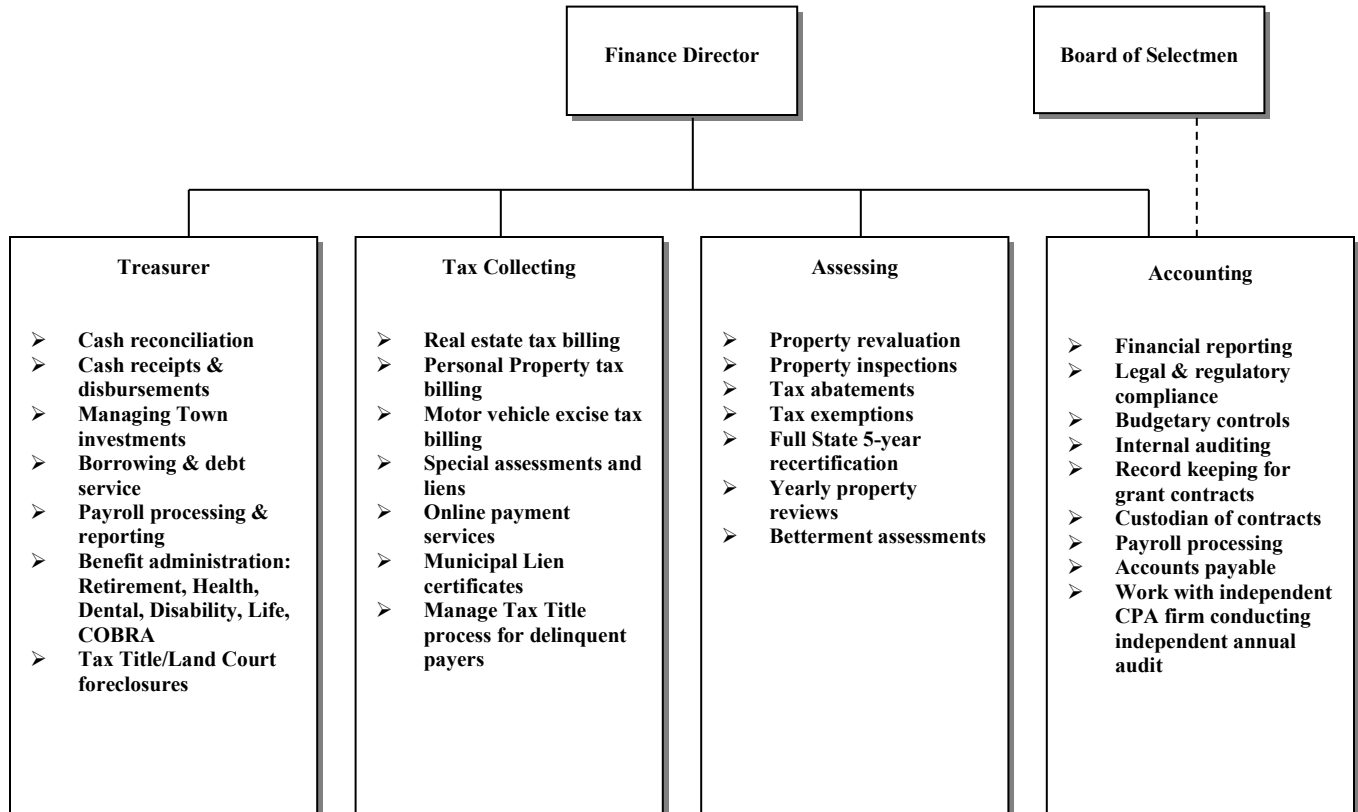 Finance Director
Board of Selectmen
Treasurer
➢ Cash reconciliation
➢ Cash receipts &
disbursements
➢ Managing Town
investments
➢ Borrowing & debt
service
➢ Payroll processing &
reporting
➢ Benefit administration:
Retirement, Health,
Dental, Disability, Life,
COBRA
➢ Tax Title/Land Court
foreclosures
Tax Collecting
➢ Real estate tax billing
➢ Personal Property tax
billing
➢ Motor vehicle excise tax
billing
➢ Special assessments and
liens
➢ Online payment
services
➢ Municipal Lien
certificates
➢ Manage Tax Title
process for delinquent
payers
Assessing
➢ Property revaluation
➢ Property inspections
➢ Tax abatements
➢ Tax exemptions
➢ Full State 5-year
recertification
➢ Yearly property
reviews
➢ Betterment assessments
Accounting
➢ Financial reporting
➢ Legal & regulatory
compliance
➢ Budgetary controls
➢ Internal auditing
➢ Record keeping for
grant contracts
➢ Custodian of contracts
➢ Payroll processing
➢ Accounts payable
➢ Work with independent
CPA firm conducting
independent annual
audit